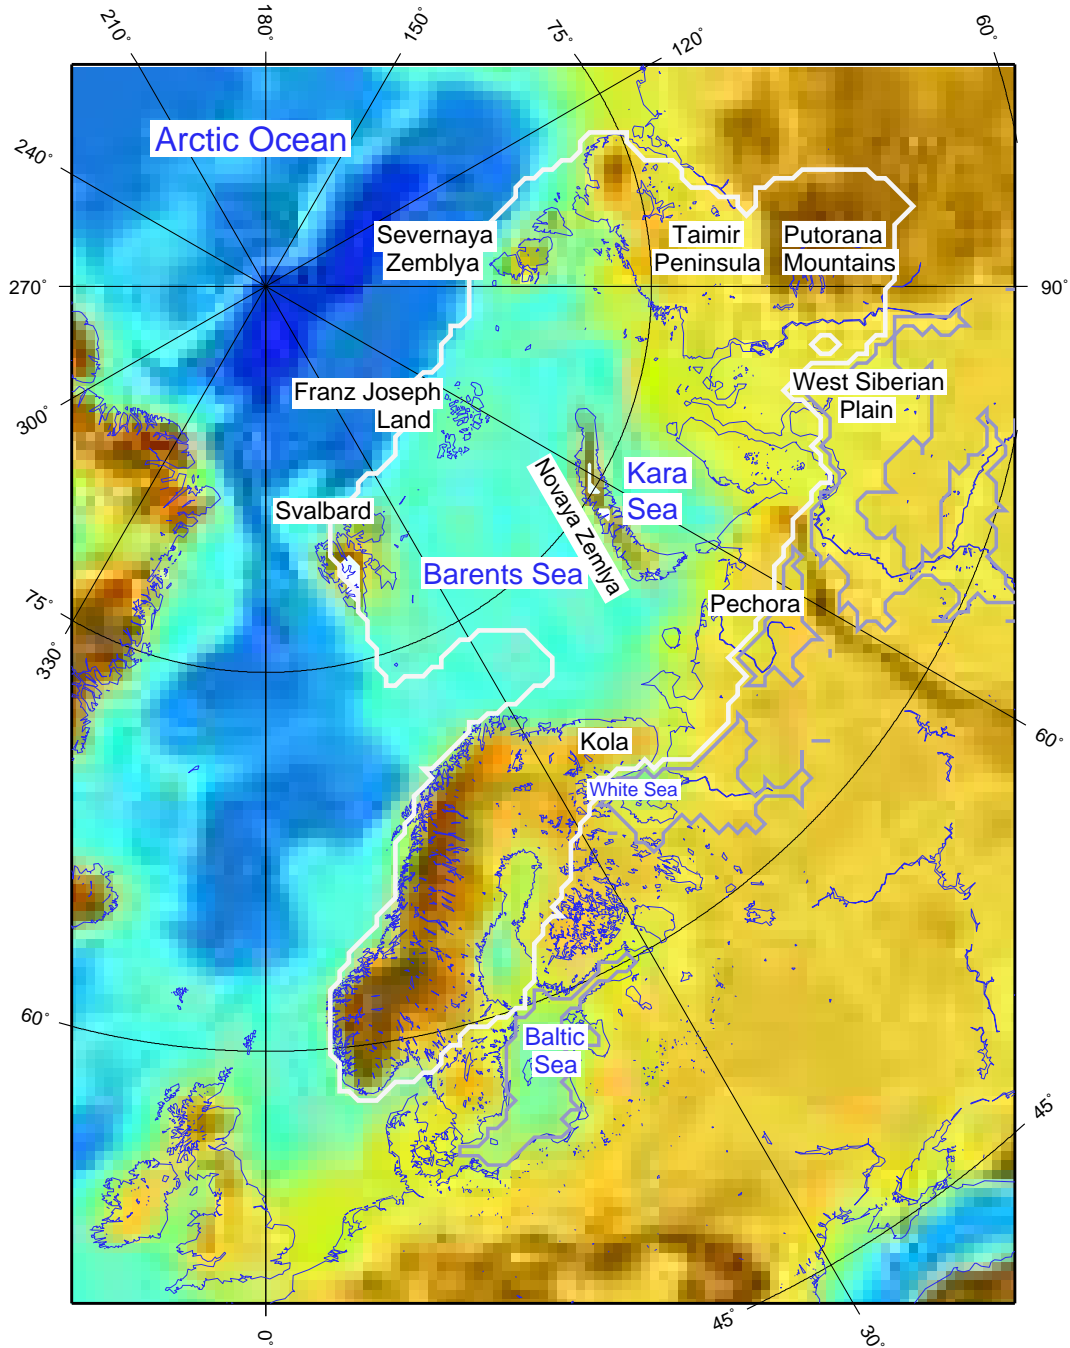 210°
180°
150°
75°
120°
60°
240°
Arctic Ocean
Severnaya
Zemblya
Taimir
Peninsula
Putorana
Mountains
270°
90°
300°
Franz Joseph
Land
West Siberian
Plain
Svalbard
Novaya Zemlya
Kara
Sea
Barents Sea
Pechora
75°
330°
Kola
60°
White Sea
60°
Baltic
Sea
45°
0°
45°
30°